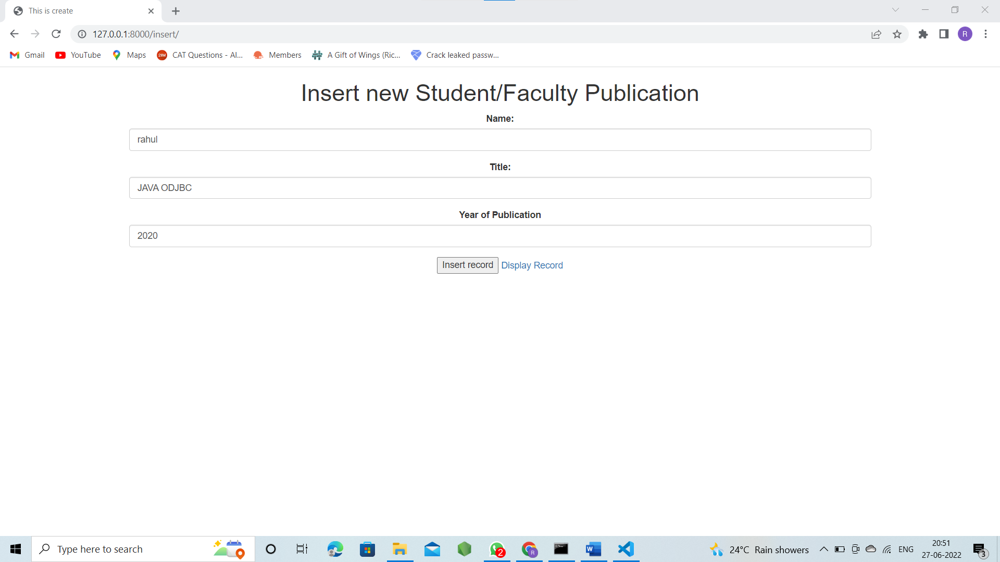 This is create
127.0.0.1:8000/insert/
R
Gmail
YouTube
Maps
CAT Questions - Al...
Members
A Gift of Wings (Ric...
Crack leaked passw...
Insert new Student/Faculty Publication
Name:
rahul
Title:
JAVA ODJBC
Year of Publication
2020
Insert record Display Record
Type here to search
2
R
24°C Rain showers
ENG
20:51
27-06-2022
3